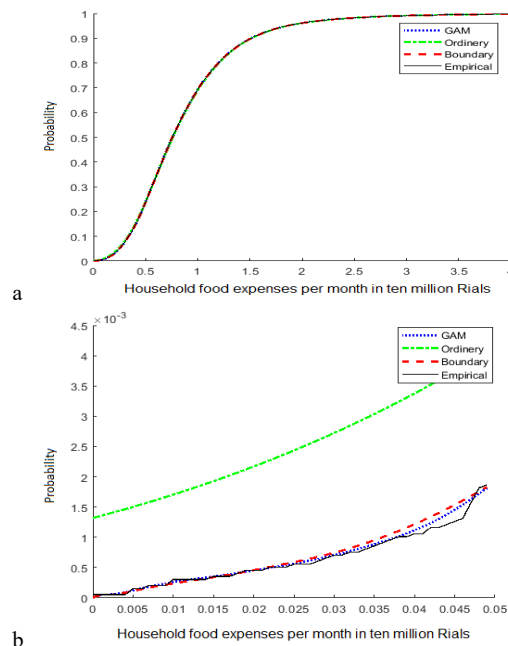 1
0.9
0.8
0.7
0.6
0.5
0.4
0.3
0.2
0.1
0
Probability
GAM
Ordinery
Boundary
Empirical
0 0.5 1 1.5 2 2.5 3 3.5 4
Household food expenses per month in ten million Rials
a
× 10⁻³
4.5
4
3.5
3
2.5
2
1.5
1
0.5
0
Probability
GAM
Ordinery
Boundary
Empirical
0 0.005 0.01 0.015 0.02 0.025 0.03 0.035 0.04 0.045 0.05
Household food expenses per month in ten million Rials
b